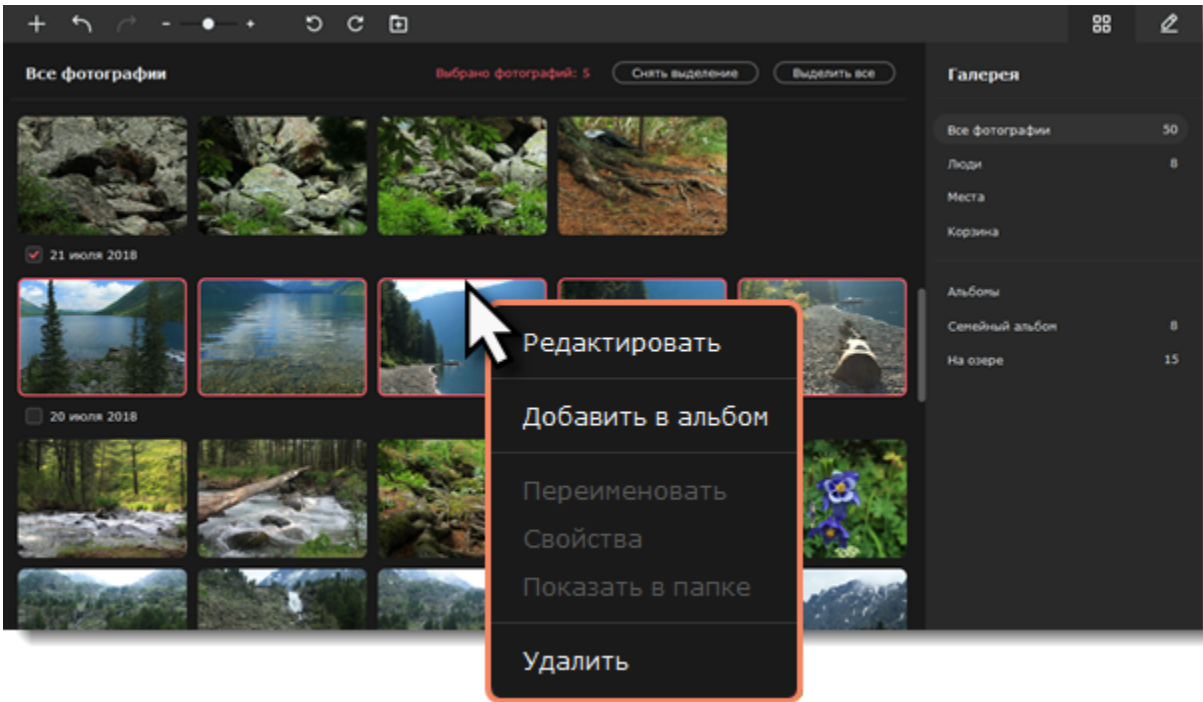 Все фотографии
Выбрано фотографий: 5
Снять выделение
Выделить все
21 июля 2018
20 июля 2018
Редактировать
Добавить в альбом
Переименовать
Свойства
Показать в папке
Удалить
Галерея
Все фотографии 50
Люди 8
Места
Корзина
Альбомы
Семейный альбом 8
На озере 15